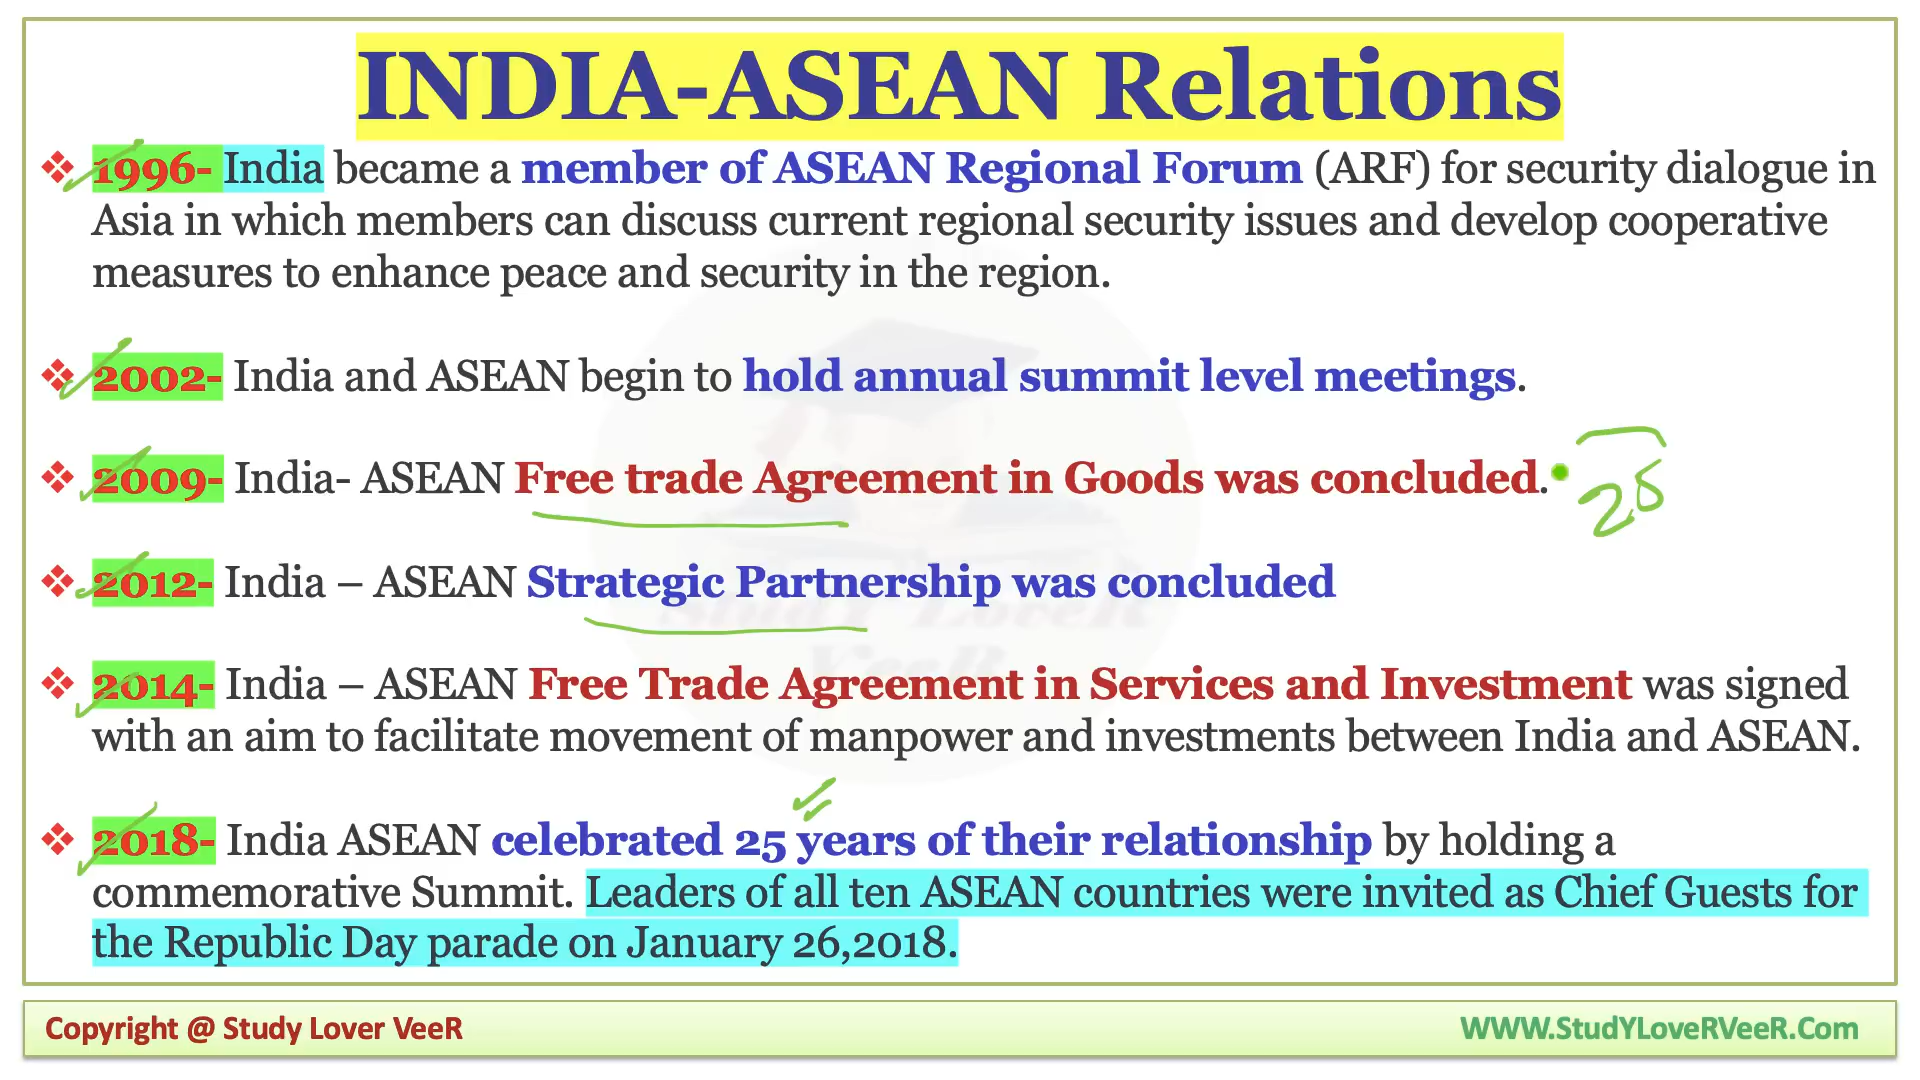 INDIA-ASEAN Relations
❖ 1996- India became a member of ASEAN Regional Forum (ARF) for security dialogue in
Asia in which members can discuss current regional security issues and develop cooperative
measures to enhance peace and security in the region.
❖ 2002- India and ASEAN begin to hold annual summit level meetings.
❖ 2009- India- ASEAN Free trade Agreement in Goods was concluded.
❖ 2012- India – ASEAN Strategic Partnership was concluded
❖ 2014- India – ASEAN Free Trade Agreement in Services and Investment was signed
with an aim to facilitate movement of manpower and investments between India and ASEAN.
❖ 2018- India ASEAN celebrated 25 years of their relationship by holding a
commemorative Summit. Leaders of all ten ASEAN countries were invited as Chief Guests for
the Republic Day parade on January 26,2018.
StudY LoveR
VeeR
Copyright @ Study Lover VeeR
WWW.StudYLoveRVeeR.Com